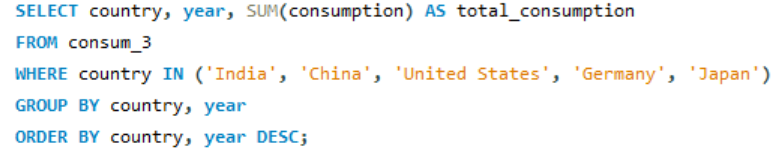 SELECT country, year, SUM(consumption) AS total_consumption
FROM consum_3
WHERE country IN ('India', 'China', 'United States', 'Germany', 'Japan')
GROUP BY country, year
ORDER BY country, year DESC;